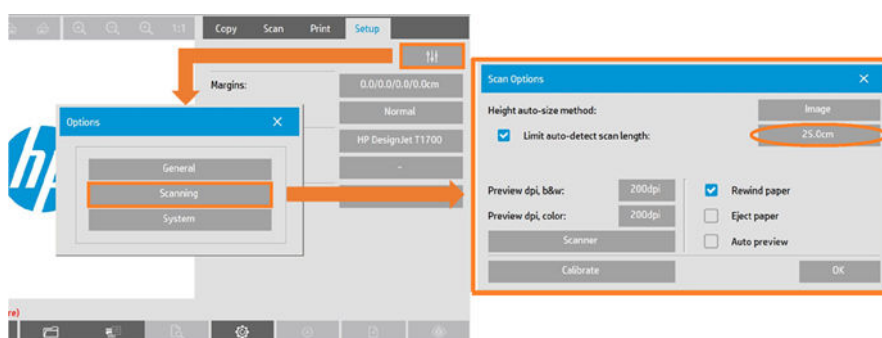 1:1 Copy Scan Print Setup
Margins: 0.0/0.0/0.0/0.0cm
Normal
HP DesignJet T1700
-
Options ×
General
Scanning
System
hp
re)
Scan Options ×
Height auto-size method: Image
Limit auto-detect scan length: 25.0cm
Preview dpi, b&w: 200dpi Rewind paper
Preview dpi, color: 200dpi Eject paper
Scanner Auto preview
Calibrate OK